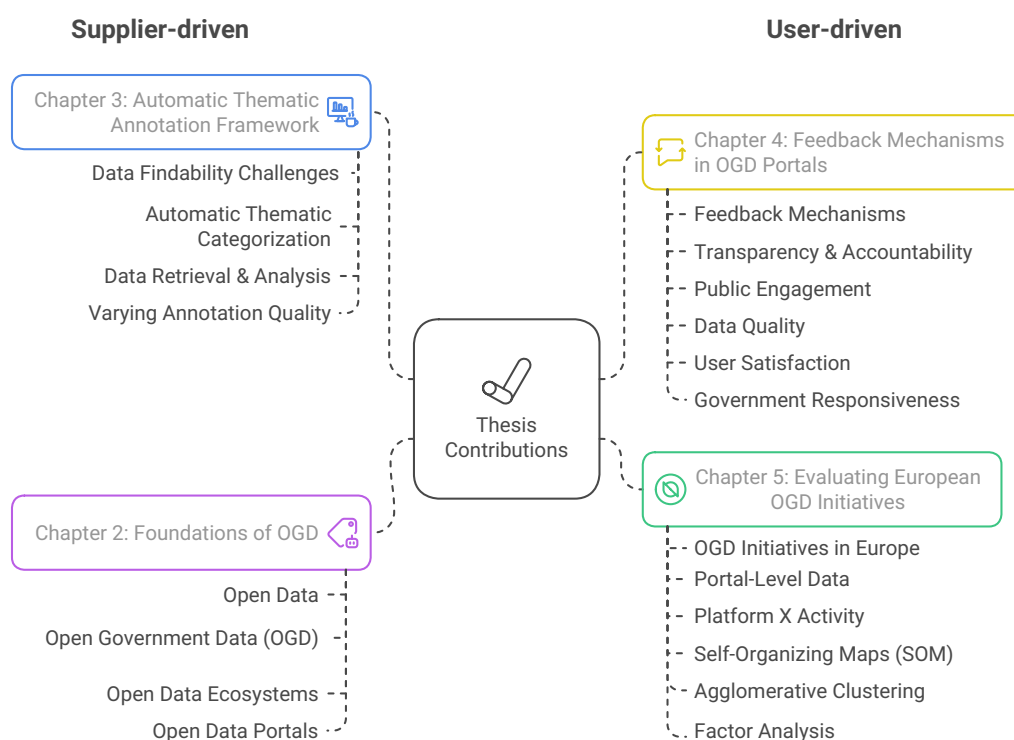 Supplier-driven
User-driven
Chapter 3: Automatic Thematic
Annotation Framework
Data Findability Challenges
Automatic Thematic
Categorization
Data Retrieval & Analysis
Varying Annotation Quality
Chapter 4: Feedback Mechanisms
in OGD Portals
Feedback Mechanisms
Transparency & Accountability
Public Engagement
Data Quality
User Satisfaction
Government Responsiveness
Thesis
Contributions
Chapter 2: Foundations of OGD
Open Data
Open Government Data (OGD)
Open Data Ecosystems
Open Data Portals
Chapter 5: Evaluating European
OGD Initiatives
OGD Initiatives in Europe
Portal-Level Data
Platform X Activity
Self-Organizing Maps (SOM)
Agglomerative Clustering
Factor Analysis